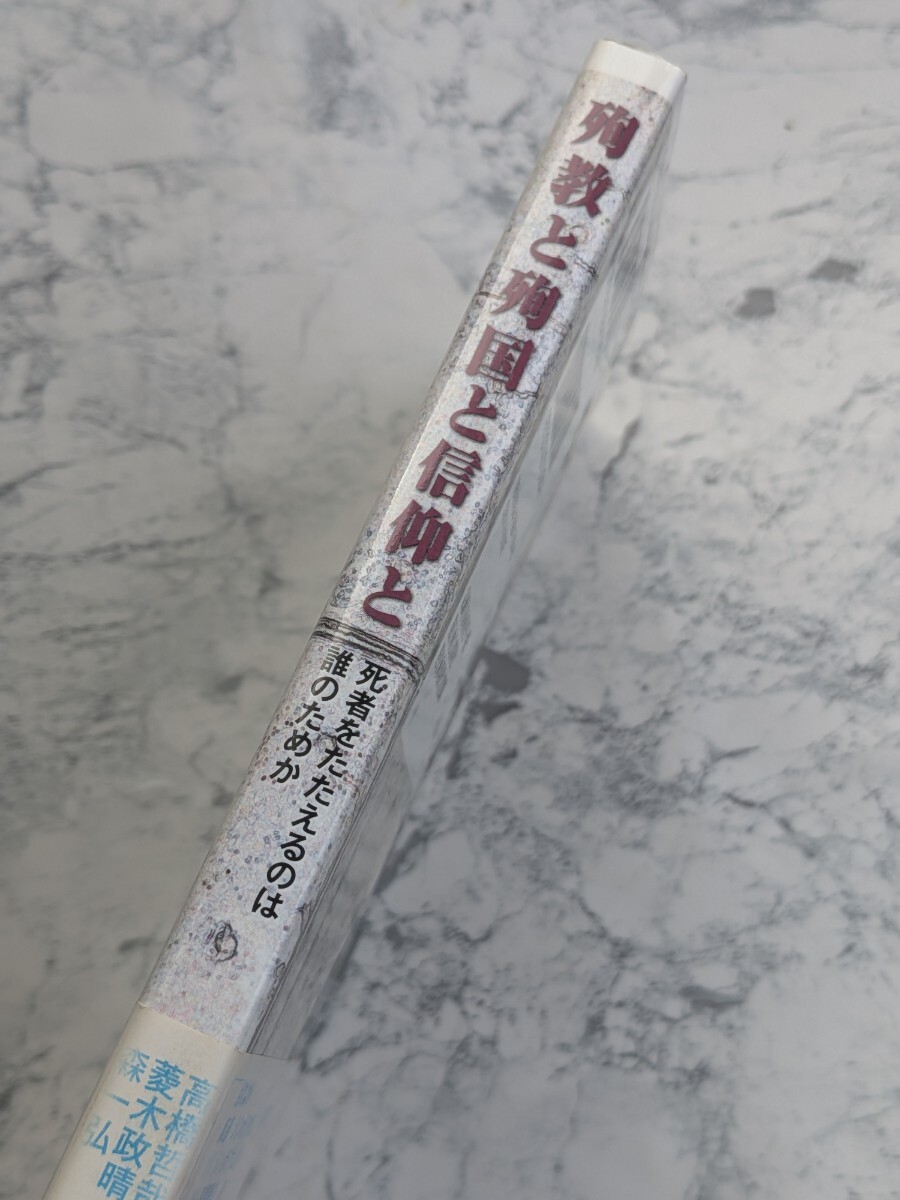 殉教と殉国と信仰と
死者をたたえるのは
誰のためか
高橋哲哉
菱木政晴
森一弘